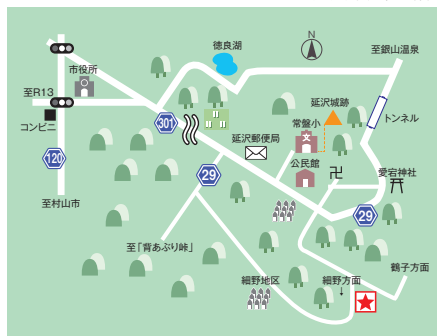 徳良湖
N
至銀山温泉
市役所
至R13
延沢城跡
トンネル
常盤小
コンビニ
301
延沢郵便局
公民館
愛宕神社
120
29
29
至村山市
至「背あぶり峠」
鶴子方面
細野地区
細野方面